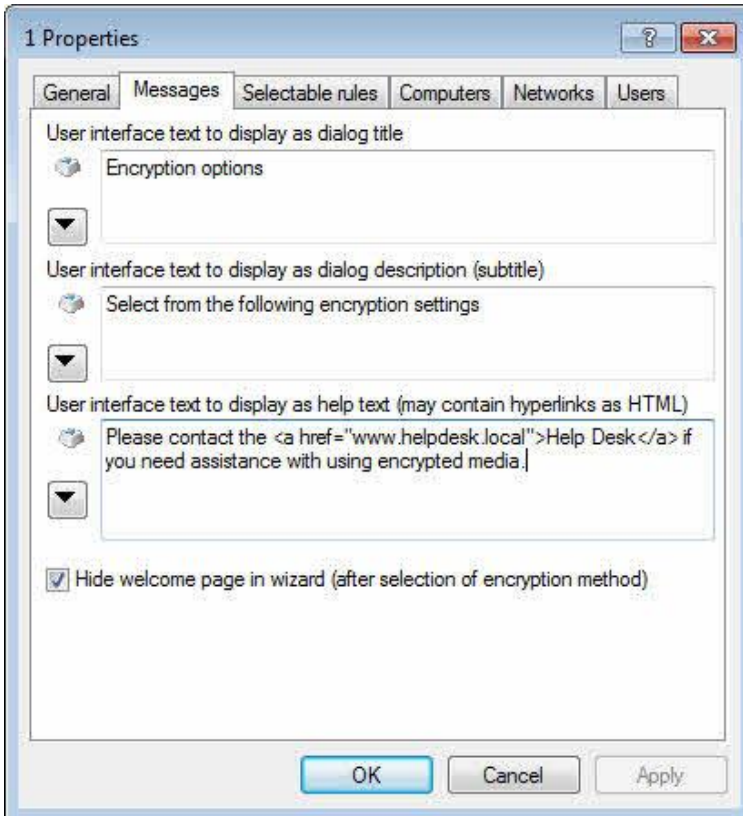 1 Properties
General Messages Selectable rules Computers Networks Users
User interface text to display as dialog title
Encryption options
User interface text to display as dialog description (subtitle)
Select from the following encryption settings
User interface text to display as help text (may contain hyperlinks as HTML)
Please contact the <a href="www.helpdesk.local">Help Desk</a> if
you need assistance with using encrypted media.
Hide welcome page in wizard (after selection of encryption method)
OK Cancel Apply